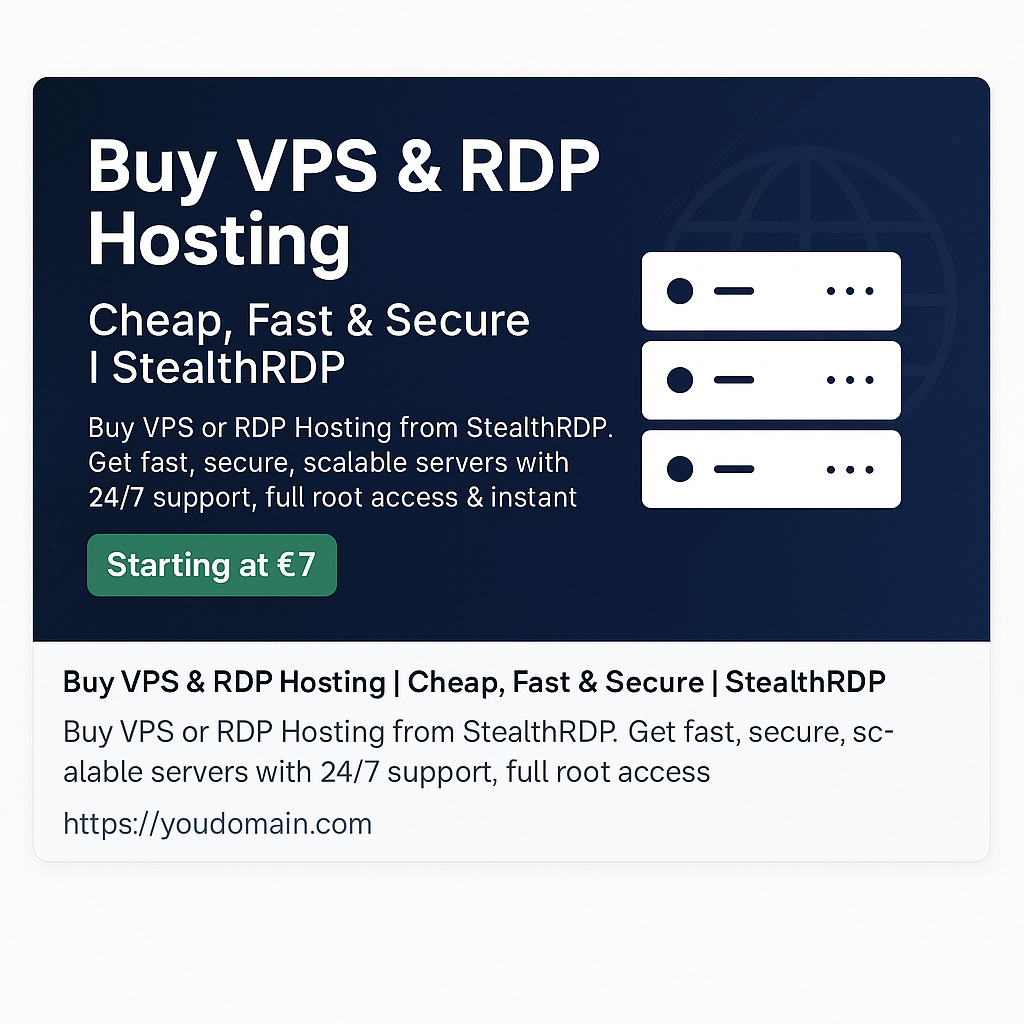 Buy VPS & RDP
Hosting
Cheap, Fast & Secure
| StealthRDP
Buy VPS or RDP Hosting from StealthRDP.
Get fast, secure, scalable servers with
24/7 support, full root access & instant
Starting at €7
Buy VPS & RDP Hosting | Cheap, Fast & Secure | StealthRDP
Buy VPS or RDP Hosting from StealthRDP. Get fast, secure, sc-
alable servers with 24/7 support, full root access
https://youdomain.com